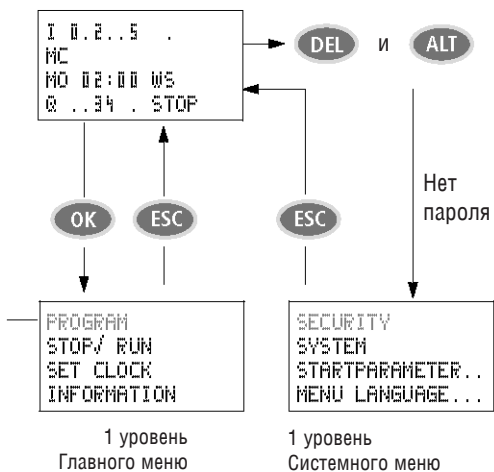 I 0.2..5 .
MC
MO 02:00 WS
Q ..34 . STOP
DEL и ALT
Нет
пароля
OK ESC ESC
PROGRAM
STOP√ RUN
SET CLOCK
INFORMATION
1 уровень
Главного меню
SECURITY
SYSTEM
STARTPARAMETER..
MENU LANGUAGE...
1 уровень
Системного меню